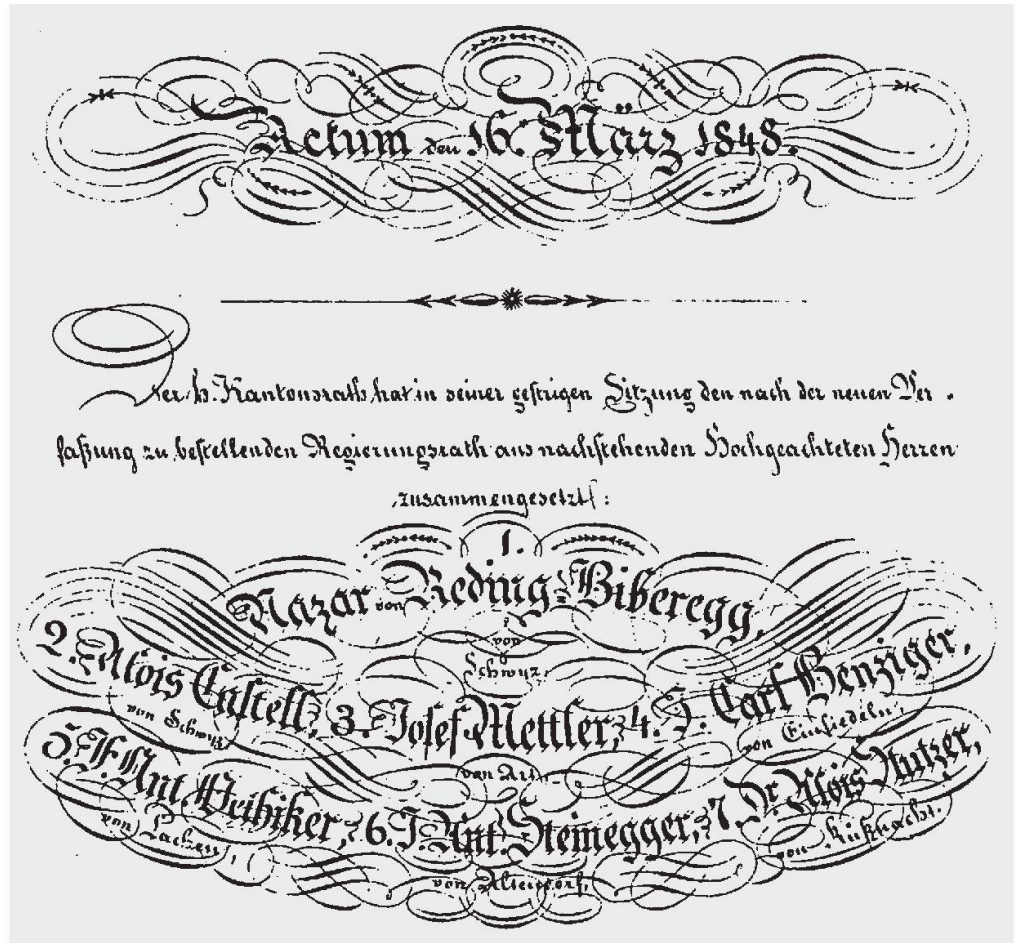 Actum den 16. März 1848.
Der h. Kantonsrath hat in seiner gestrigen Sitzung den nach der neuen Ver-
faßung zu bestellenden Regierungsrath aus nachstehenden Hochgeachteten Herren
zusammengesetzt:
1.
Nazar von Reding-Biberegg,
von
Schwyz,
2. Alois Castell, 3. Josef Mettler, 4. J. Carl Benziger,
von Schwyz von Arth, von Einsiedeln
5. Ant. 6. J. Ant. Steinegger, 7. Dr. Alois Stutzer,
von Lachen, von Altendorf, von Küßnacht.